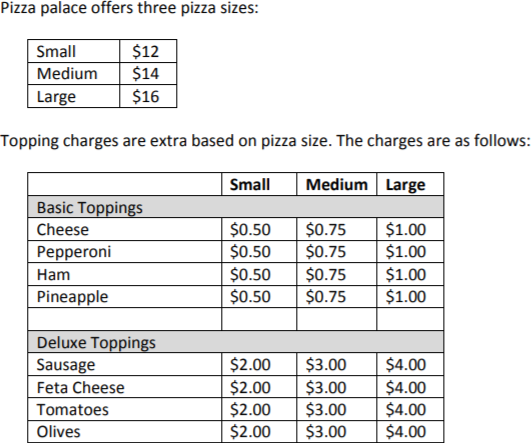 Pizza palace offers three pizza sizes:
Small $12
Medium $14
Large $16
Topping charges are extra based on pizza size. The charges are as follows:
Small Medium Large
Basic Toppings
Cheese $0.50 $0.75 $1.00
Pepperoni $0.50 $0.75 $1.00
Ham $0.50 $0.75 $1.00
Pineapple $0.50 $0.75 $1.00
Deluxe Toppings
Sausage $2.00 $3.00 $4.00
Feta Cheese $2.00 $3.00 $4.00
Tomatoes $2.00 $3.00 $4.00
Olives $2.00 $3.00 $4.00